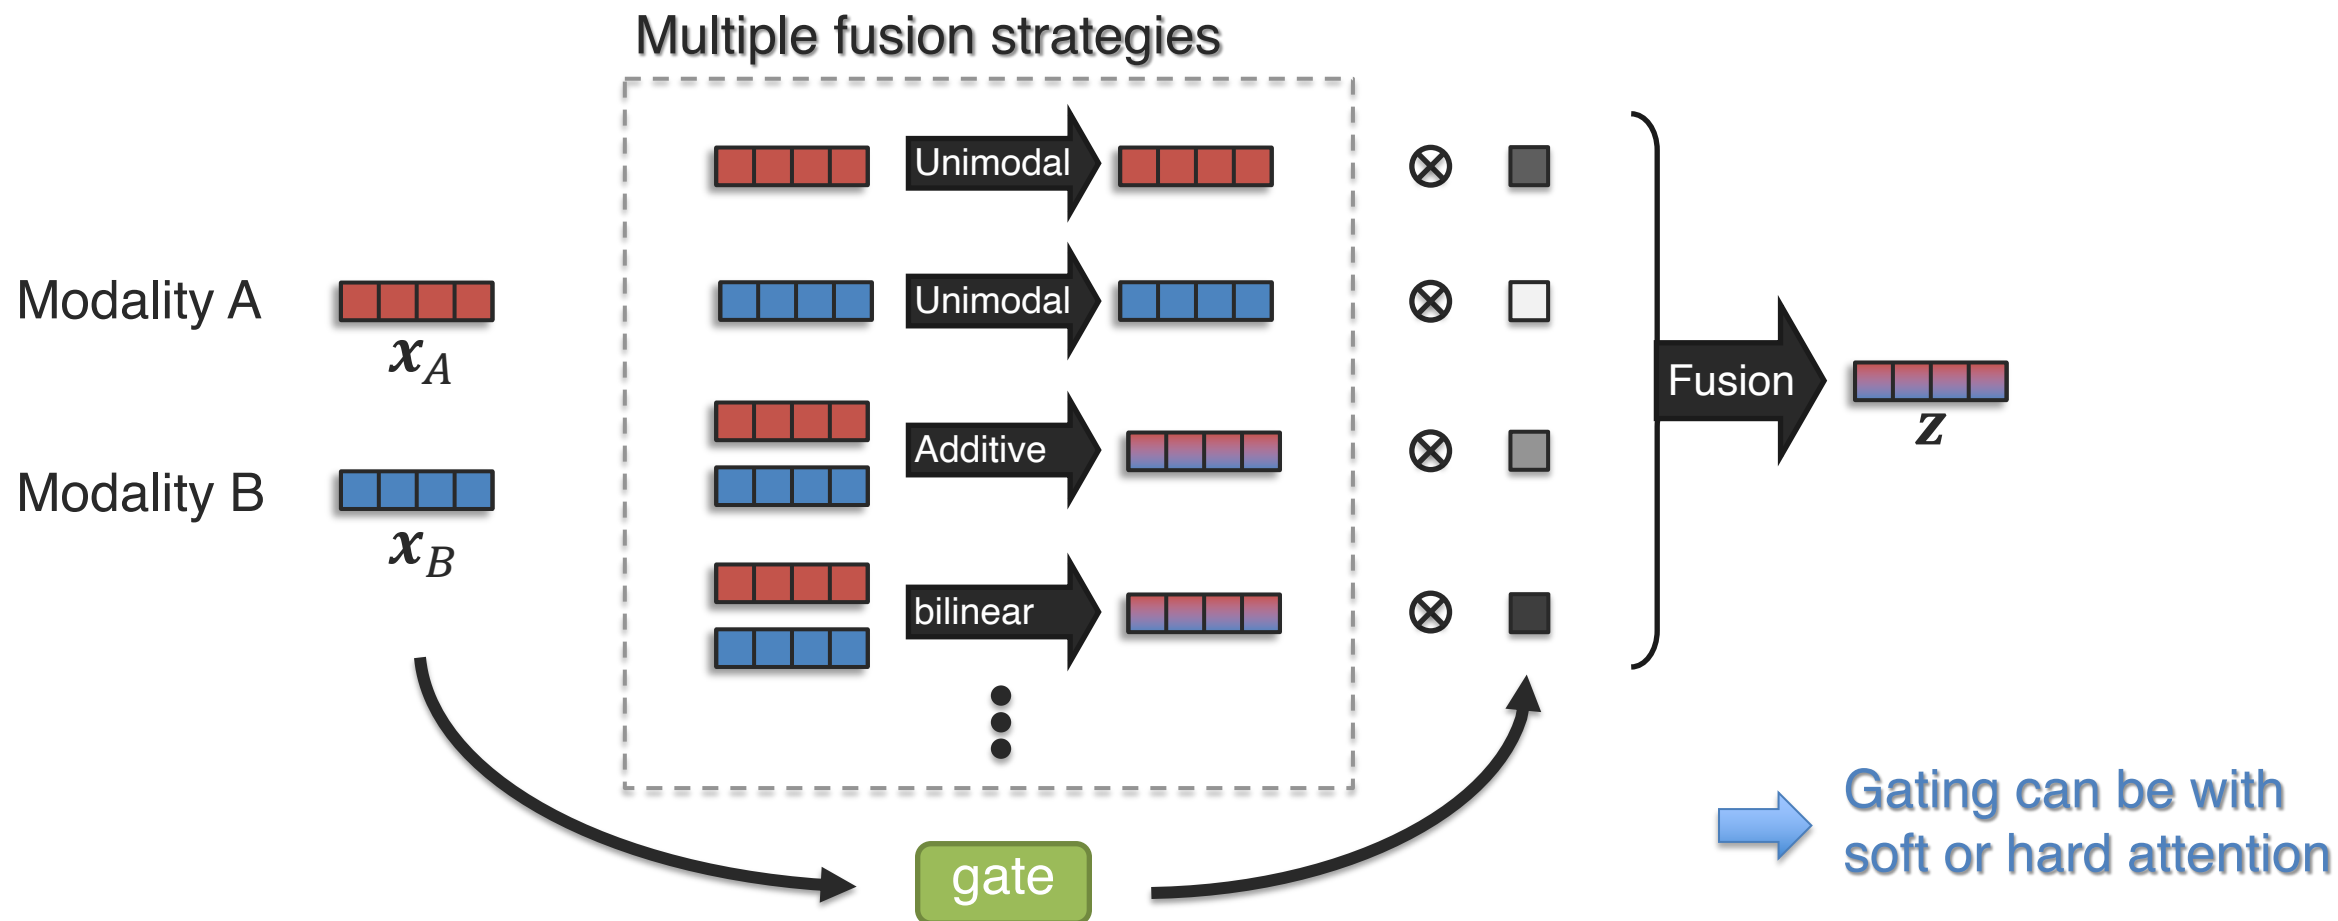 Multiple fusion strategies
Unimodal
Modality A
Unimodal
𝒙_A
Fusion
𝒛
Additive
Modality B
𝒙_B
bilinear
Gating can be with
soft or hard attention
gate